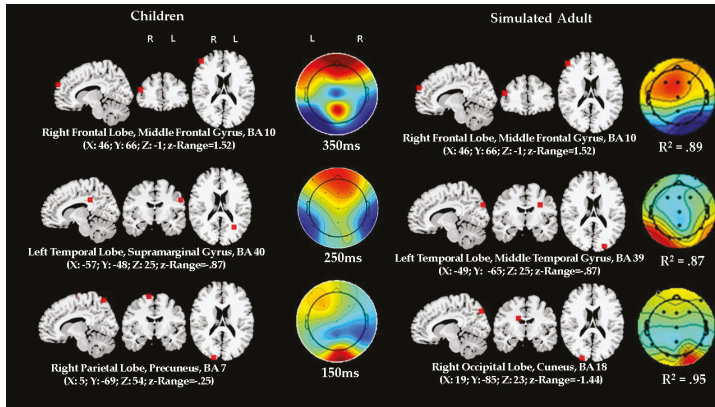 Children
Simulated Adult
R L R L L R
Right Frontal Lobe, Middle Frontal Gyrus, BA 10
(X: 46; Y: 66; Z: -1; z-Range=1.52)
350ms
Right Frontal Lobe, Middle Frontal Gyrus, BA 10
(X: 46; Y: 66; Z: -1; z-Range=1.52)
R² = .89
Left Temporal Lobe, Supramarginal Gyrus, BA 40
(X: -57; Y: -48; Z: 25; z-Range=-.87)
250ms
Left Temporal Lobe, Middle Temporal Gyrus, BA 39
(X: -49; Y: -65; Z: 25; z-Range=-.87)
R² = .87
Right Parietal Lobe, Precuneus, BA 7
(X: 5; Y: -69; Z: 54; z-Range=-.25)
150ms
Right Occipital Lobe, Cuneus, BA 18
(X: 19; Y: -85; Z: 23; z-Range=-1.44)
R² = .95